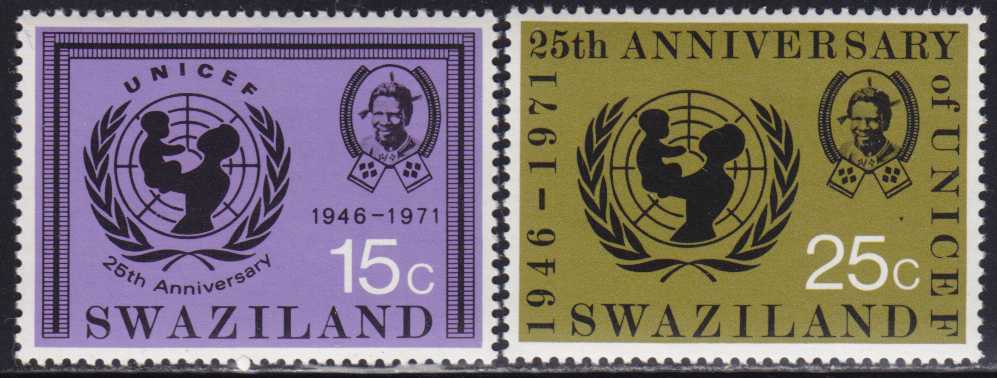 UNICEF
25th Anniversary
1946-1971
15c
SWAZILAND
25th ANNIVERSARY
of UNICEF
1946-1971
25c
SWAZILAND